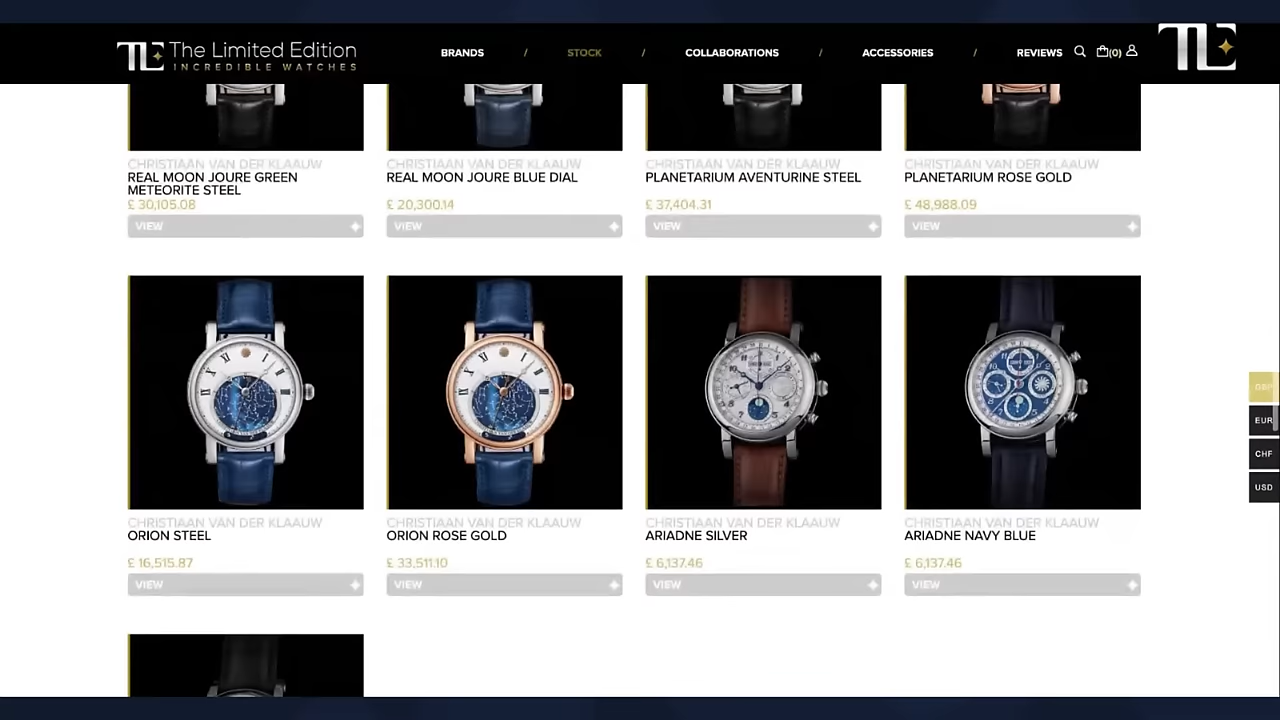 TLE The Limited Edition
INCREDIBLE WATCHES
BRANDS / STOCK / COLLABORATIONS / ACCESSORIES / REVIEWS (0)
TLE
CHRISTIAAN VAN DER KLAAUW
REAL MOON JOURE GREEN
METEORITE STEEL
£ 30,105.08
VIEW
CHRISTIAAN VAN DER KLAAUW
REAL MOON JOURE BLUE DIAL
£ 20,300.14
VIEW
CHRISTIAAN VAN DER KLAAUW
PLANETARIUM AVENTURINE STEEL
£ 37,404.31
VIEW
CHRISTIAAN VAN DER KLAAUW
PLANETARIUM ROSE GOLD
£ 48,988.09
VIEW
CHRISTIAAN VAN DER KLAAUW
ORION STEEL
£ 16,515.87
VIEW
CHRISTIAAN VAN DER KLAAUW
ORION ROSE GOLD
£ 33,511.10
VIEW
CHRISTIAAN VAN DER KLAAUW
ARIADNE SILVER
£ 6,137.46
VIEW
CHRISTIAAN VAN DER KLAAUW
ARIADNE NAVY BLUE
£ 6,137.46
VIEW
GBP
EUR
CHF
USD